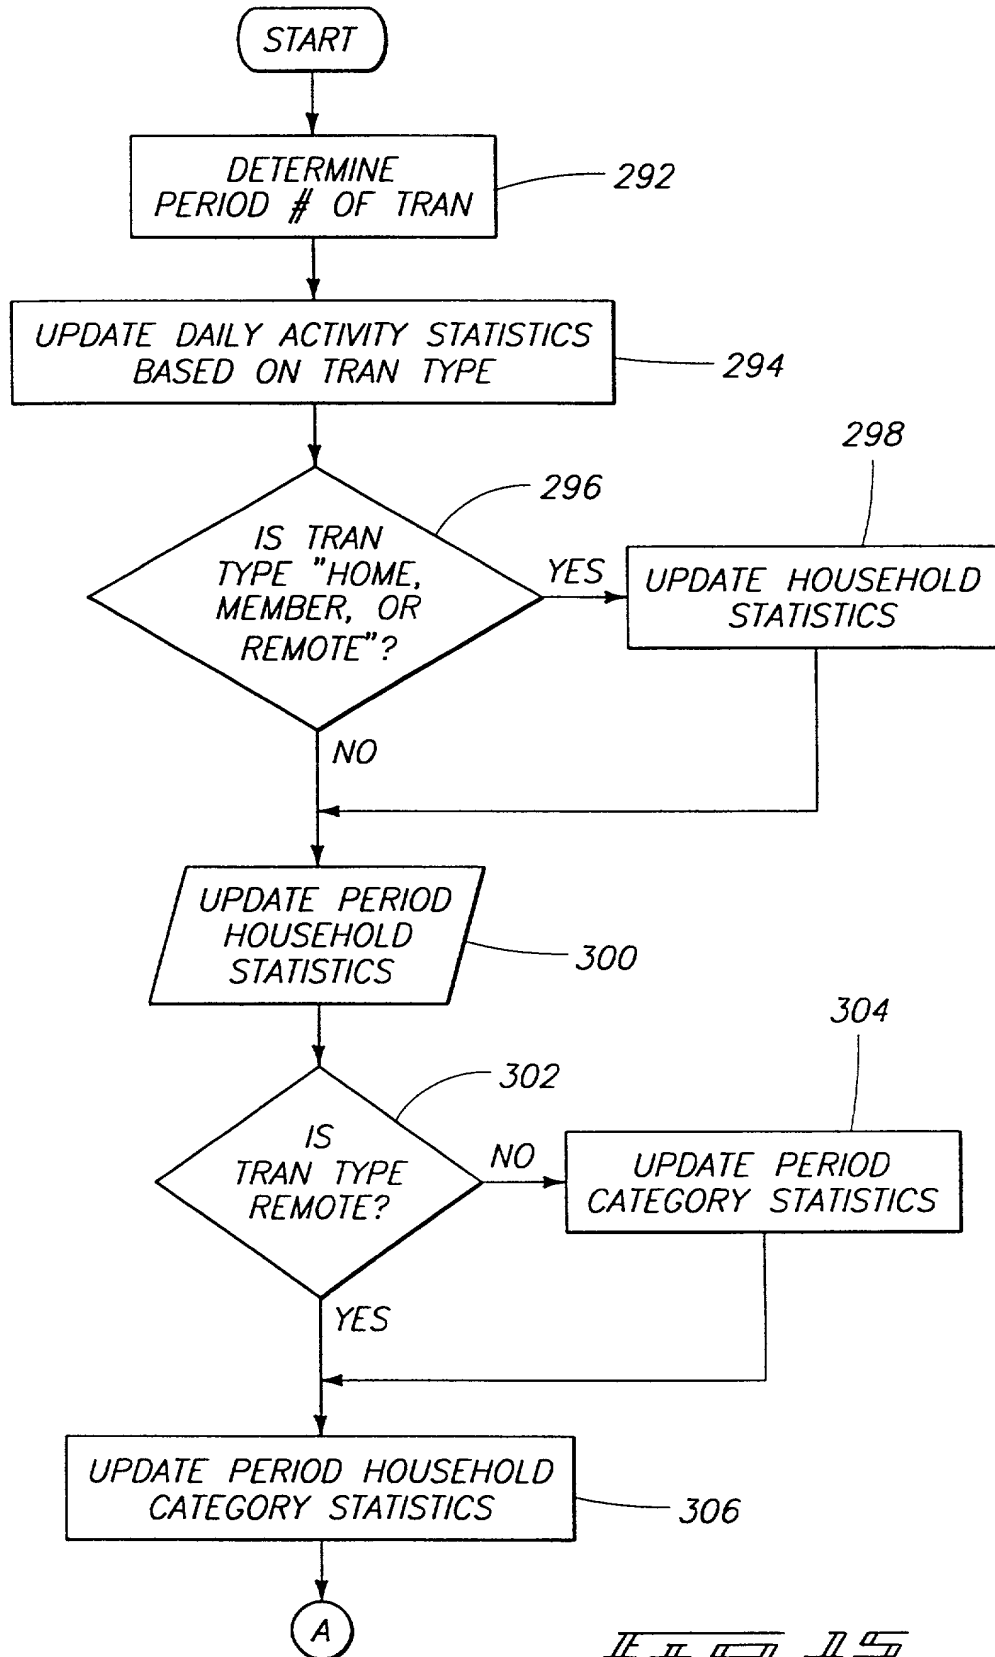 START
DETERMINE
PERIOD # OF TRAN
292
UPDATE DAILY ACTIVITY STATISTICS
BASED ON TRAN TYPE
294
298
296
IS TRAN
TYPE "HOME,
MEMBER, OR
REMOTE"?
YES
UPDATE HOUSEHOLD
STATISTICS
NO
UPDATE PERIOD
HOUSEHOLD
STATISTICS
300
304
302
IS
TRAN TYPE
REMOTE?
NO
UPDATE PERIOD
CATEGORY STATISTICS
YES
UPDATE PERIOD HOUSEHOLD
CATEGORY STATISTICS
306
A